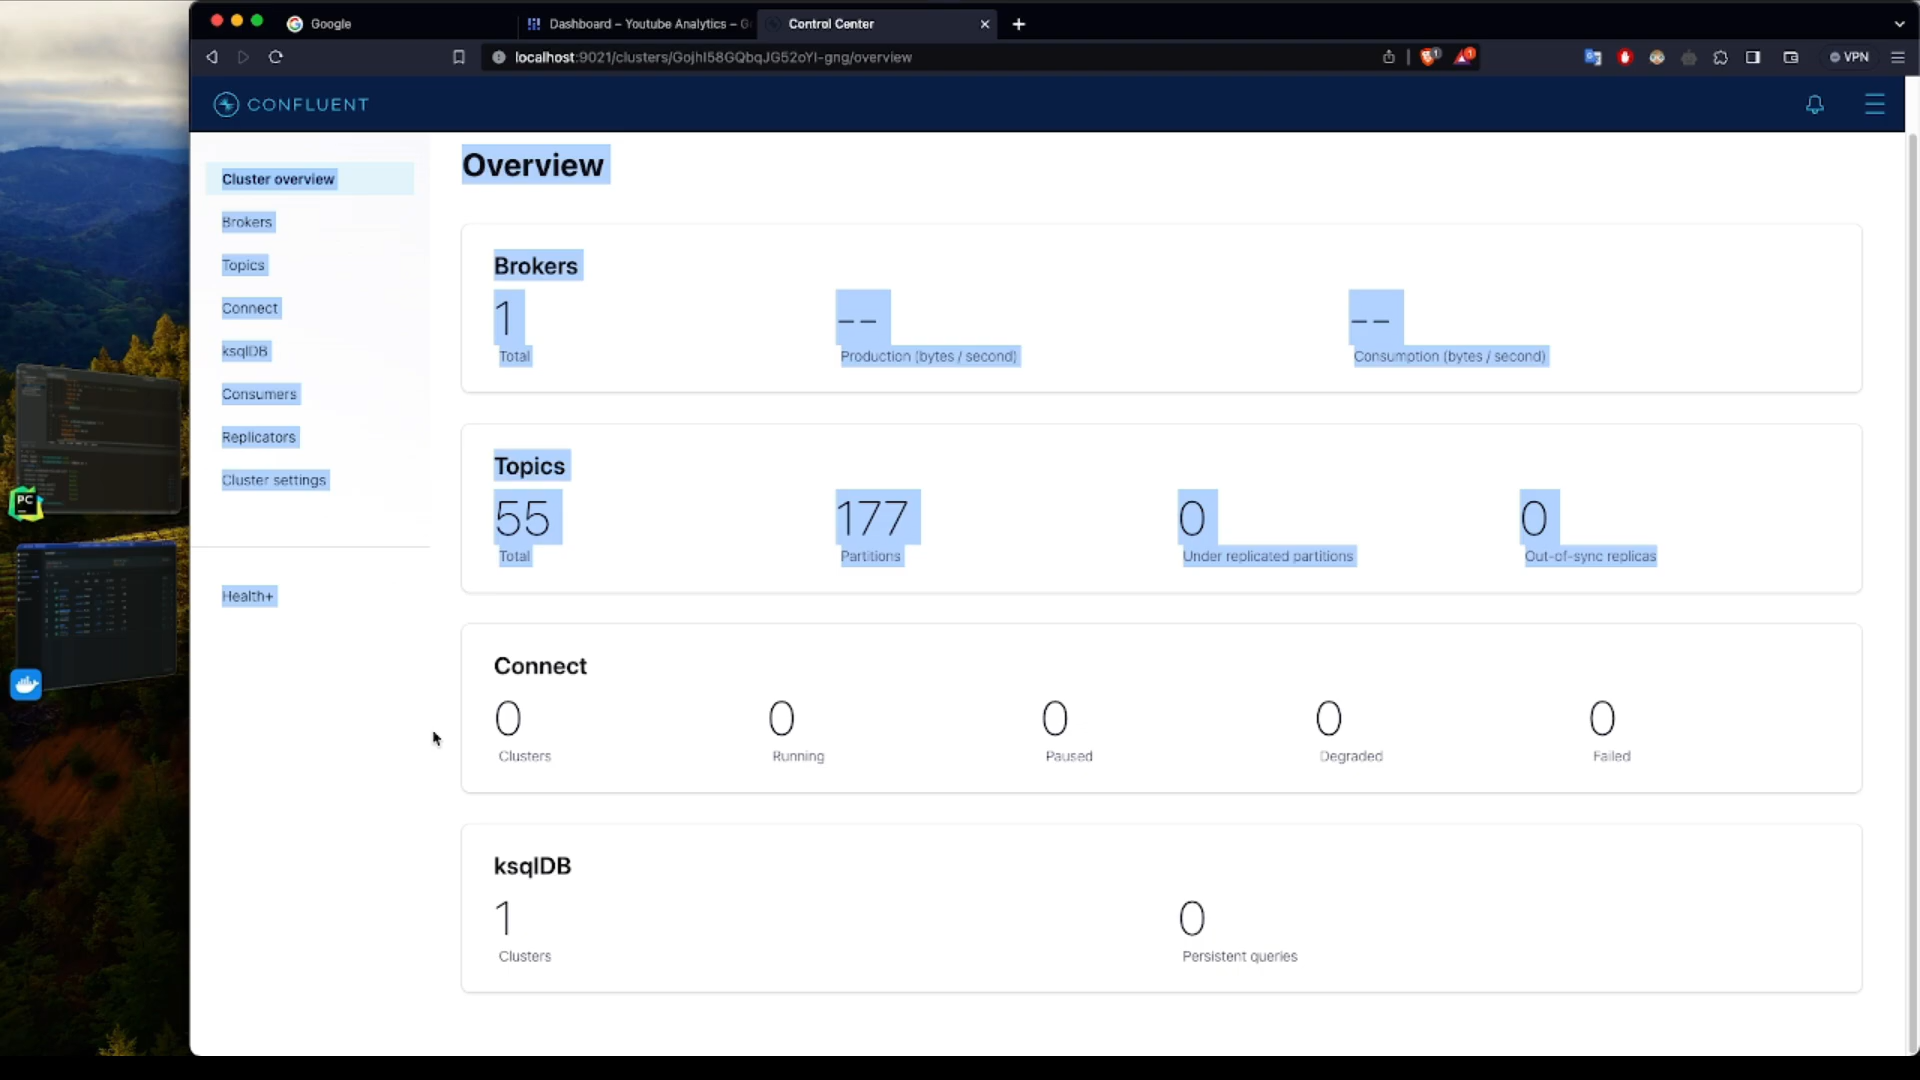 Google
Dashboard – Youtube Analytics – G
Control Center
localhost:9021/clusters/GojhI58GQbqJG52oYI-gng/overview
1
1
VPN
CONFLUENT
Cluster overview
Brokers
Topics
Connect
ksqlDB
Consumers
Replicators
Cluster settings
Health+
Overview
Brokers
1
-- 
--
Total
Production (bytes / second)
Consumption (bytes / second)
Topics
55
177
0
0
Total
Partitions
Under replicated partitions
Out-of-sync replicas
Connect
0
0
0
0
0
Clusters
Running
Paused
Degraded
Failed
ksqlDB
1
0
Clusters
Persistent queries
PC